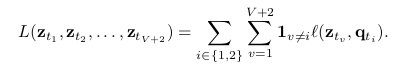 L(\mathbf{z}_{t_1}, \mathbf{z}_{t_2}, \ldots, \mathbf{z}_{t_{V+2}}) = \sum_{i \in \{1,2\}} \sum_{v=1}^{V+2} \mathbf{1}_{v \neq i} \ell(\mathbf{z}_{t_v}, \mathbf{q}_{t_i}).